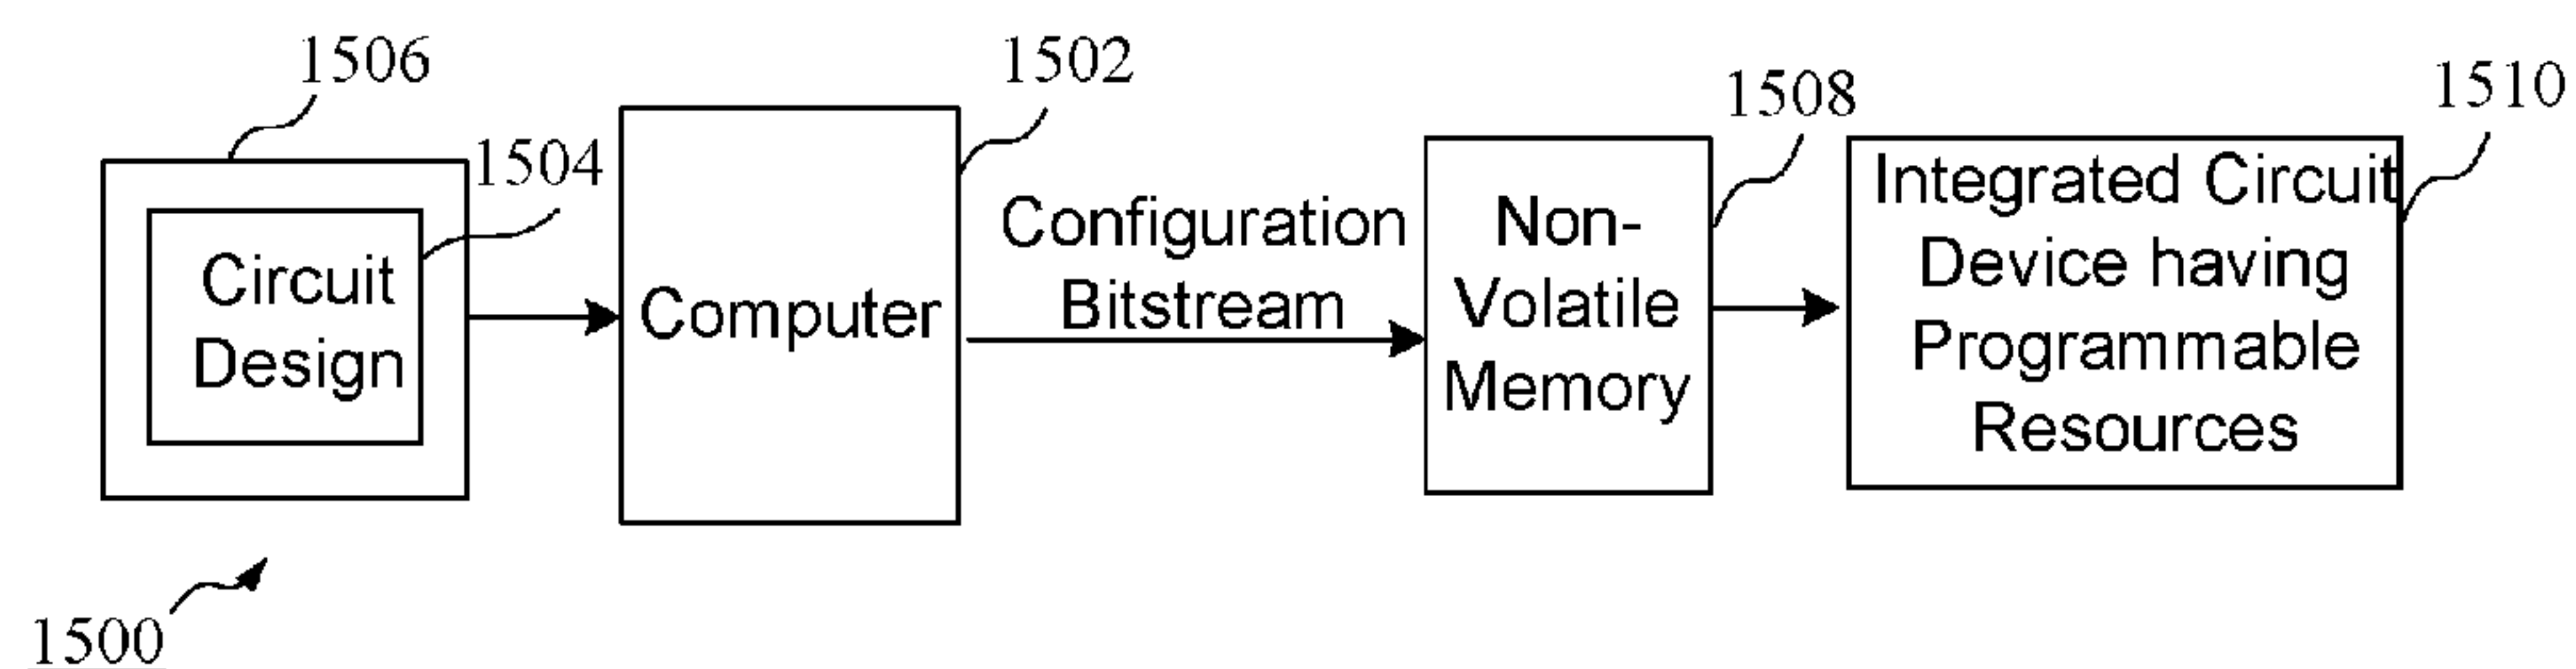 1506
1502
1508
1510
1504
Circuit
Design
Computer
Configuration
Bitstream
Non-
Volatile
Memory
Integrated Circuit
Device having
Programmable
Resources
1500